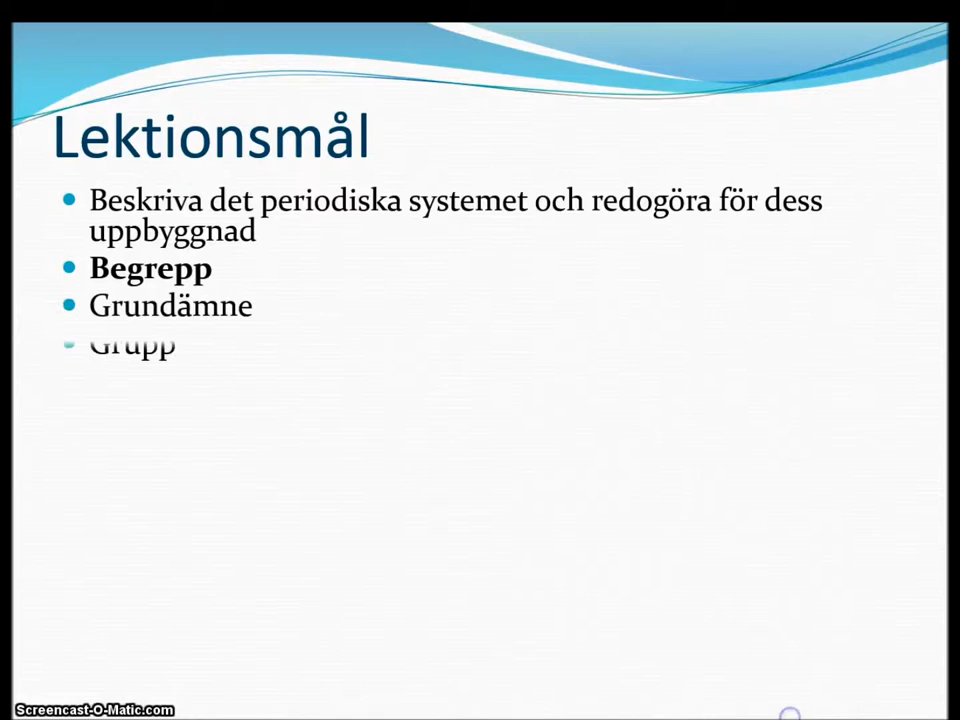 Lektionsmål
Beskriva det periodiska systemet och redogöra för dess
uppbyggnad
Begrepp
Grundämne
Grupp
Screencast-O-Matic.com